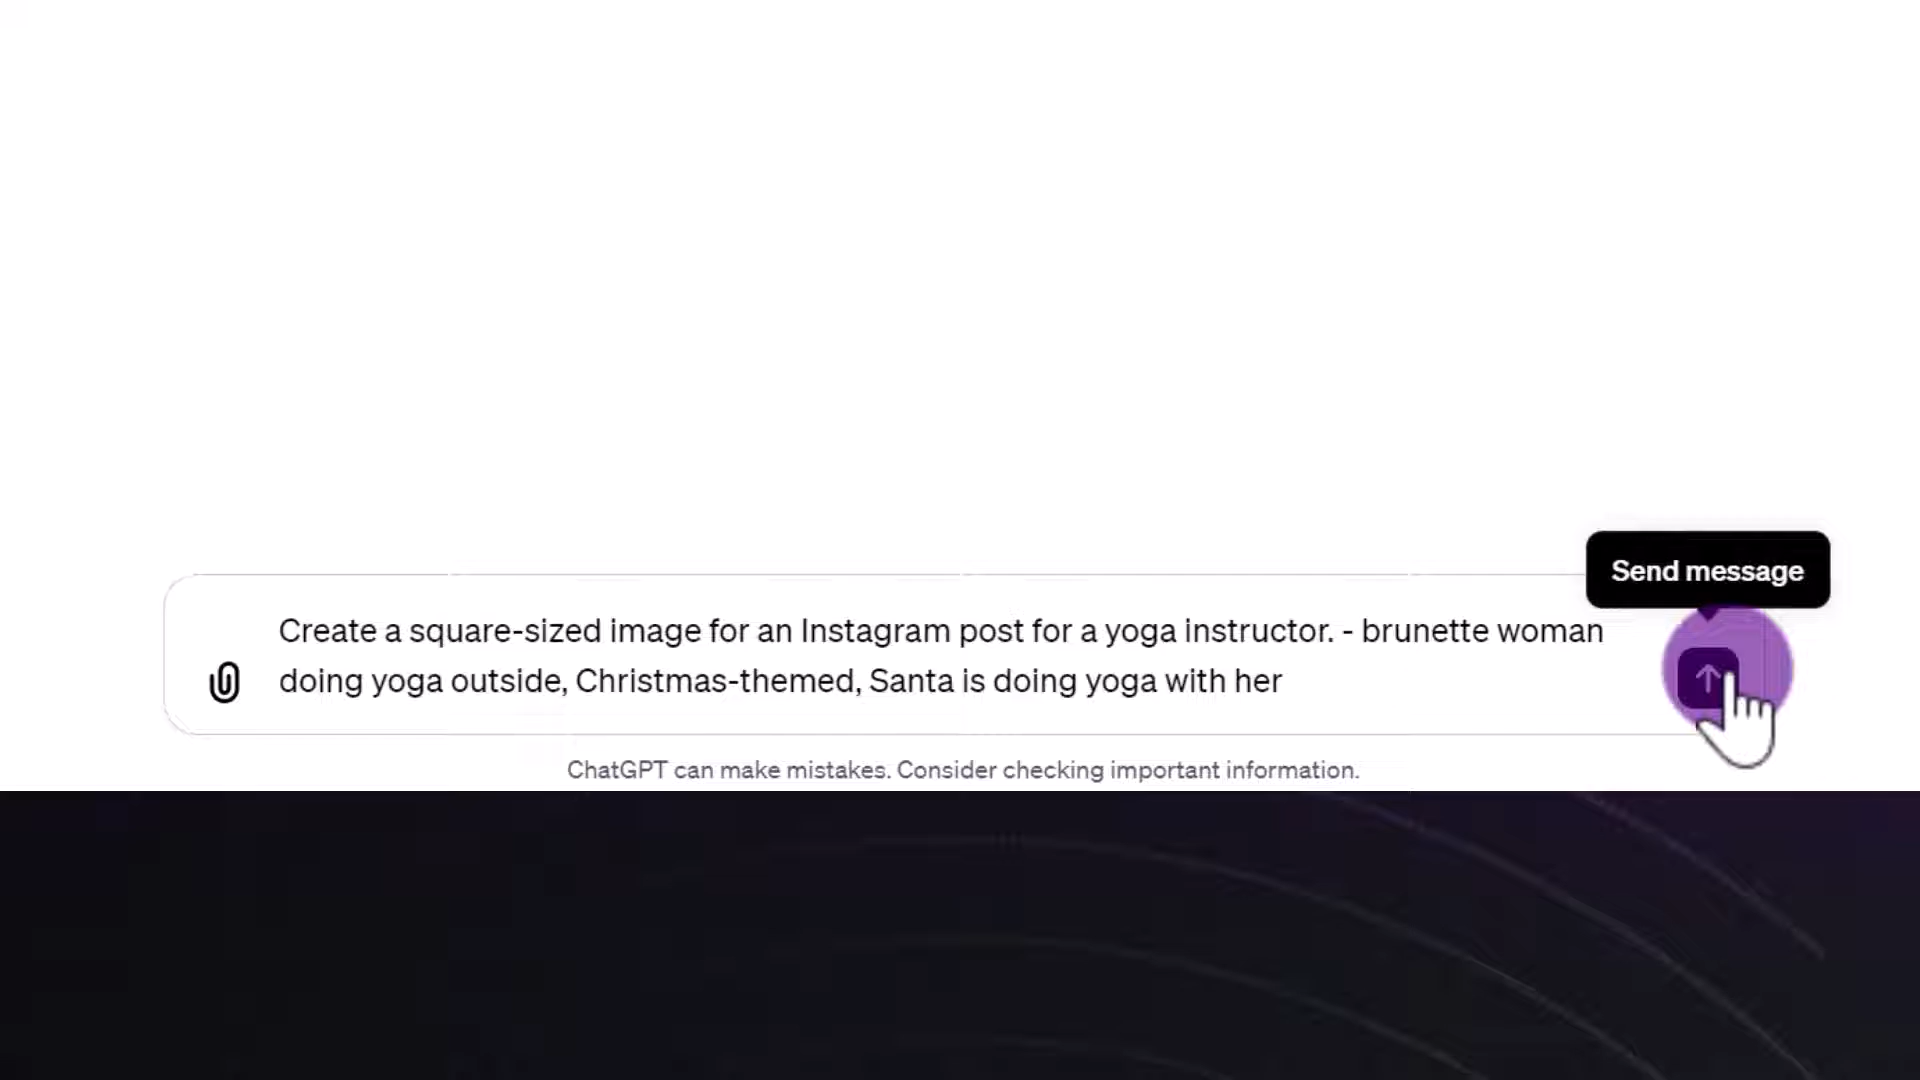 Send message
Create a square-sized image for an Instagram post for a yoga instructor. - brunette woman
doing yoga outside, Christmas-themed, Santa is doing yoga with her
ChatGPT can make mistakes. Consider checking important information.